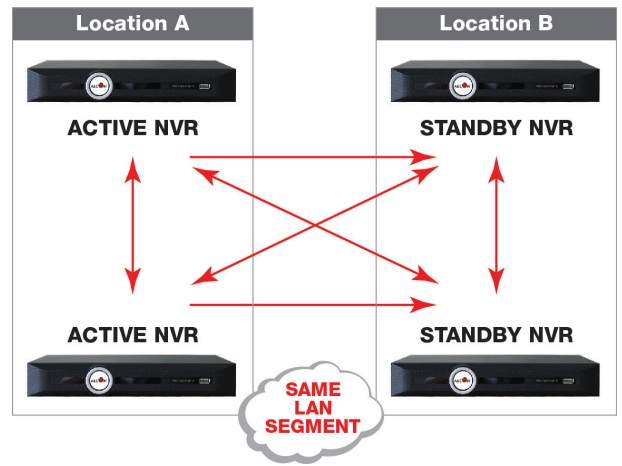 Location A
Location B
ACTIVE NVR
STANDBY NVR
ACTIVE NVR
STANDBY NVR
SAME
LAN
SEGMENT